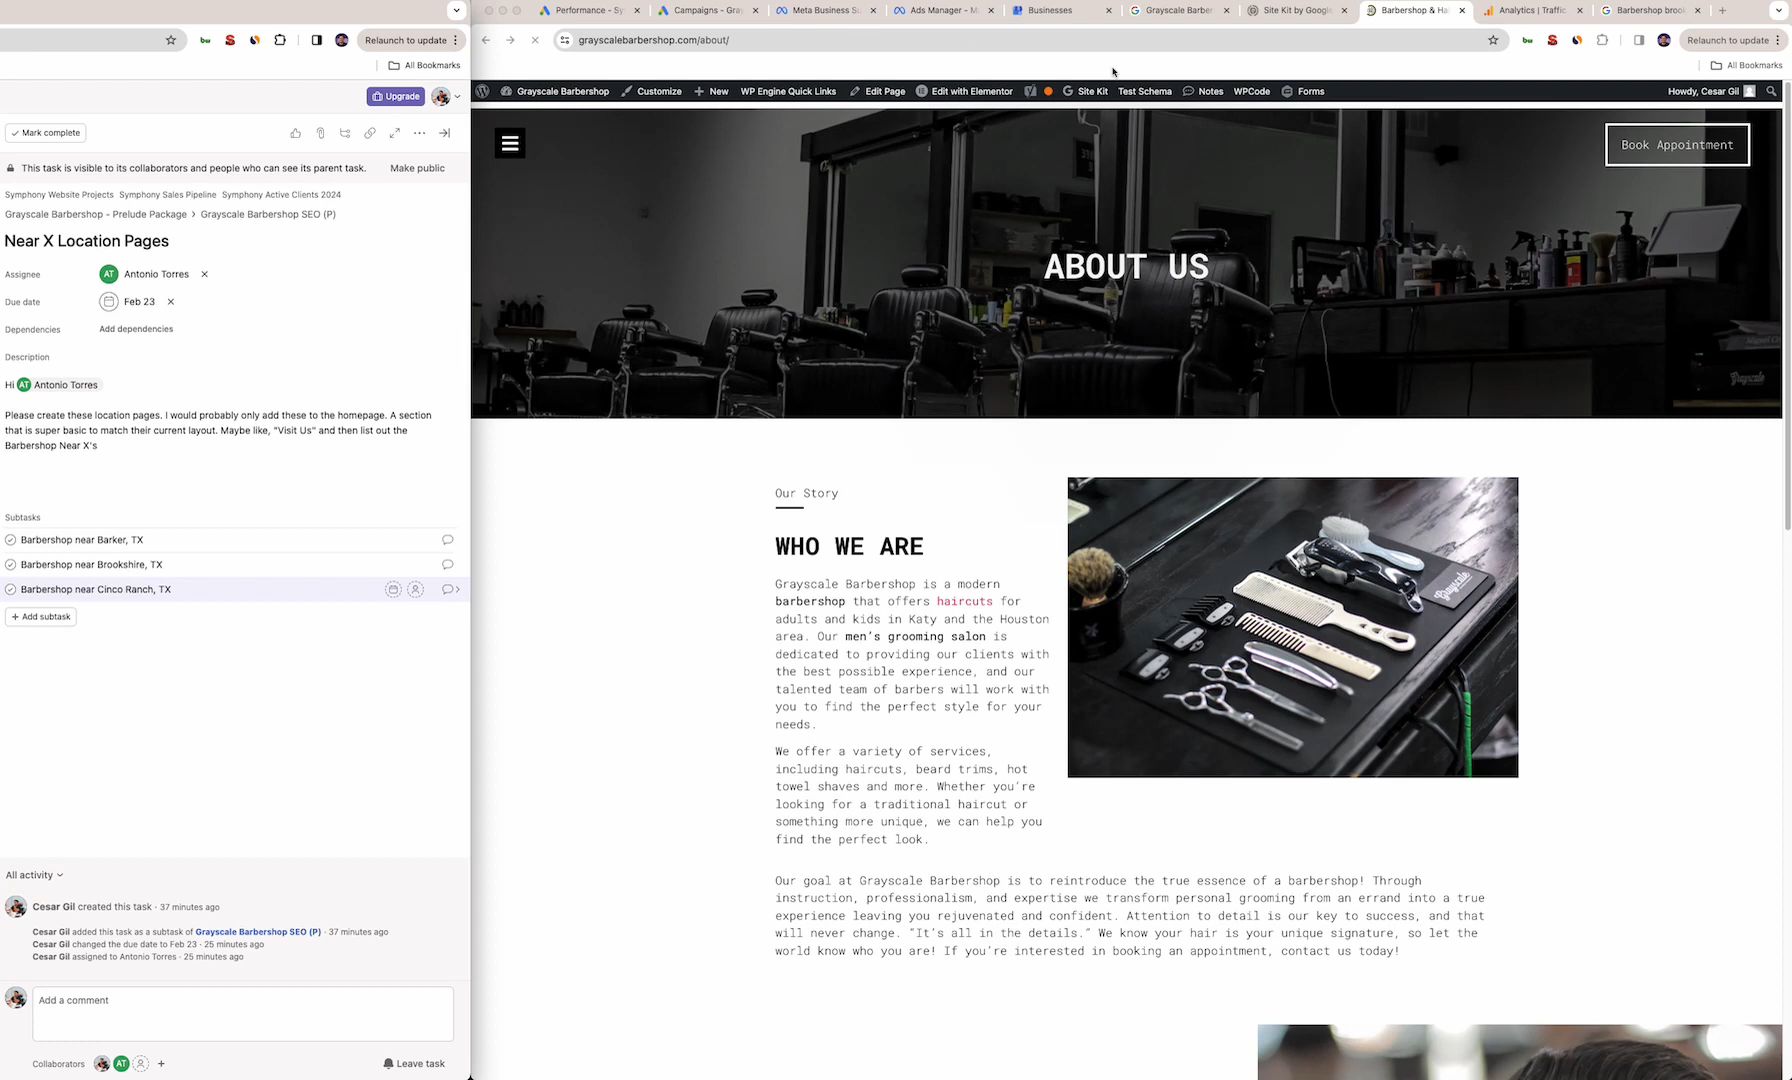 Performance - Sy
Campaigns - Gray
Meta Business Su
Ads Manager - M
Businesses
Grayscale Barber
Site Kit by Google
Barbershop & Ha
Analytics | Traffic
Barbershop brook
Relaunch to update
grayscalebarbershop.com/about/
Relaunch to update
All Bookmarks
All Bookmarks
Upgrade
Grayscale Barbershop
Customize
New
WP Engine Quick Links
Edit Page
Edit with Elementor
Site Kit
Test Schema
Notes
WPCode
Forms
Howdy, Cesar Gil
Mark complete
This task is visible to its collaborators and people who can see its parent task.
Make public
Symphony Website Projects
Symphony Sales Pipeline
Symphony Active Clients 2024
Grayscale Barbershop - Prelude Package > Grayscale Barbershop SEO (P)
Near X Location Pages
Assignee
AT
Antonio Torres
Due date
Feb 23
Dependencies
Add dependencies
Description
Hi AT Antonio Torres
Please create these location pages. I would probably only add these to the homepage. A section
that is super basic to match their current layout. Maybe like, "Visit Us" and then list out the
Barbershop Near X's
Subtasks
Barbershop near Barker, TX
Barbershop near Brookshire, TX
Barbershop near Cinco Ranch, TX
+ Add subtask
All activity
Cesar Gil created this task · 37 minutes ago
Cesar Gil added this task as a subtask of Grayscale Barbershop SEO (P) · 37 minutes ago
Cesar Gil changed the due date to Feb 23 · 25 minutes ago
Cesar Gil assigned to Antonio Torres · 25 minutes ago
Add a comment
Collaborators
AT
Leave task
Book Appointment
ABOUT US
Grayscale
Our Story
WHO WE ARE
Grayscale Barbershop is a modern
barbershop that offers haircuts for
adults and kids in Katy and the Houston
area. Our men's grooming salon is
dedicated to providing our clients with
the best possible experience, and our
talented team of barbers will work with
you to find the perfect style for your
needs.
We offer a variety of services,
including haircuts, beard trims, hot
towel shaves and more. Whether you're
looking for a traditional haircut or
something more unique, we can help you
find the perfect look.
Grayscale
Our goal at Grayscale Barbershop is to reintroduce the true essence of a barbershop! Through
instruction, professionalism, and expertise we transform personal grooming from an errand into a true
experience leaving you rejuvenated and confident. Attention to detail is our key to success, and that
will never change. "It's all in the details." We know your hair is your unique signature, so let the
world know who you are! If you're interested in booking an appointment, contact us today!